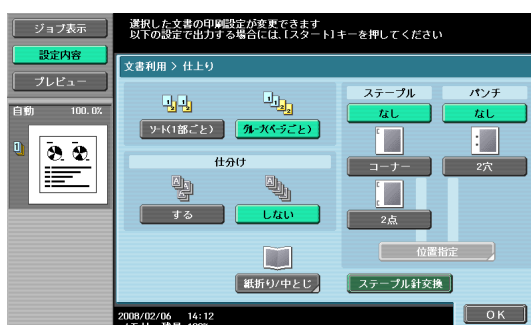 ジョブ表示
設定内容
プレビュー
自動 100.0%
選択した文書の印刷設定が変更できます
以下の設定で出力する場合には、[スタート]キーを押してください
文書利用 > 仕上り
ソート(1部ごと)
グループ(ページごと)
仕分け
する
しない
紙折り/中とじ
ステープル
なし
コーナー
2点
パンチ
なし
2穴
位置指定
ステープル針交換
2008/02/06 14:12
OK